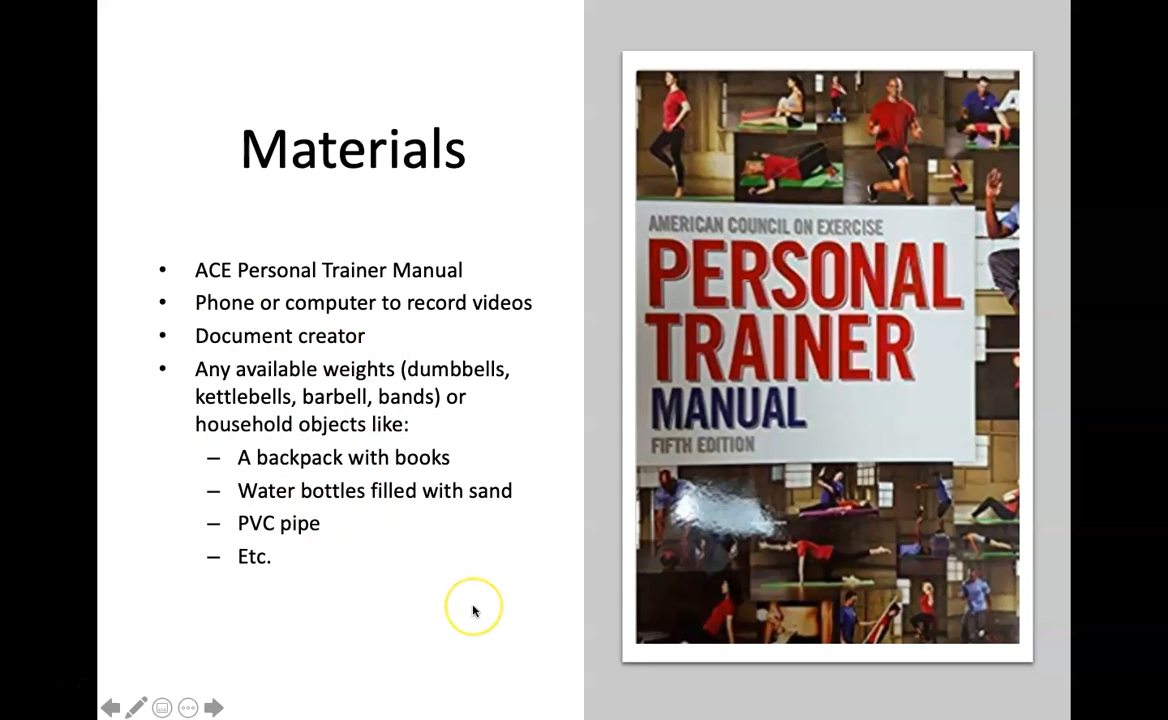 Materials
• ACE Personal Trainer Manual
• Phone or computer to record videos
• Document creator
• Any available weights (dumbbells,
kettlebells, barbell, bands) or
household objects like:
– A backpack with books
– Water bottles filled with sand
– PVC pipe
– Etc.
A
AMERICAN COUNCIL ON EXERCISE
PERSONAL
TRAINER
MANUAL
FIFTH EDITION